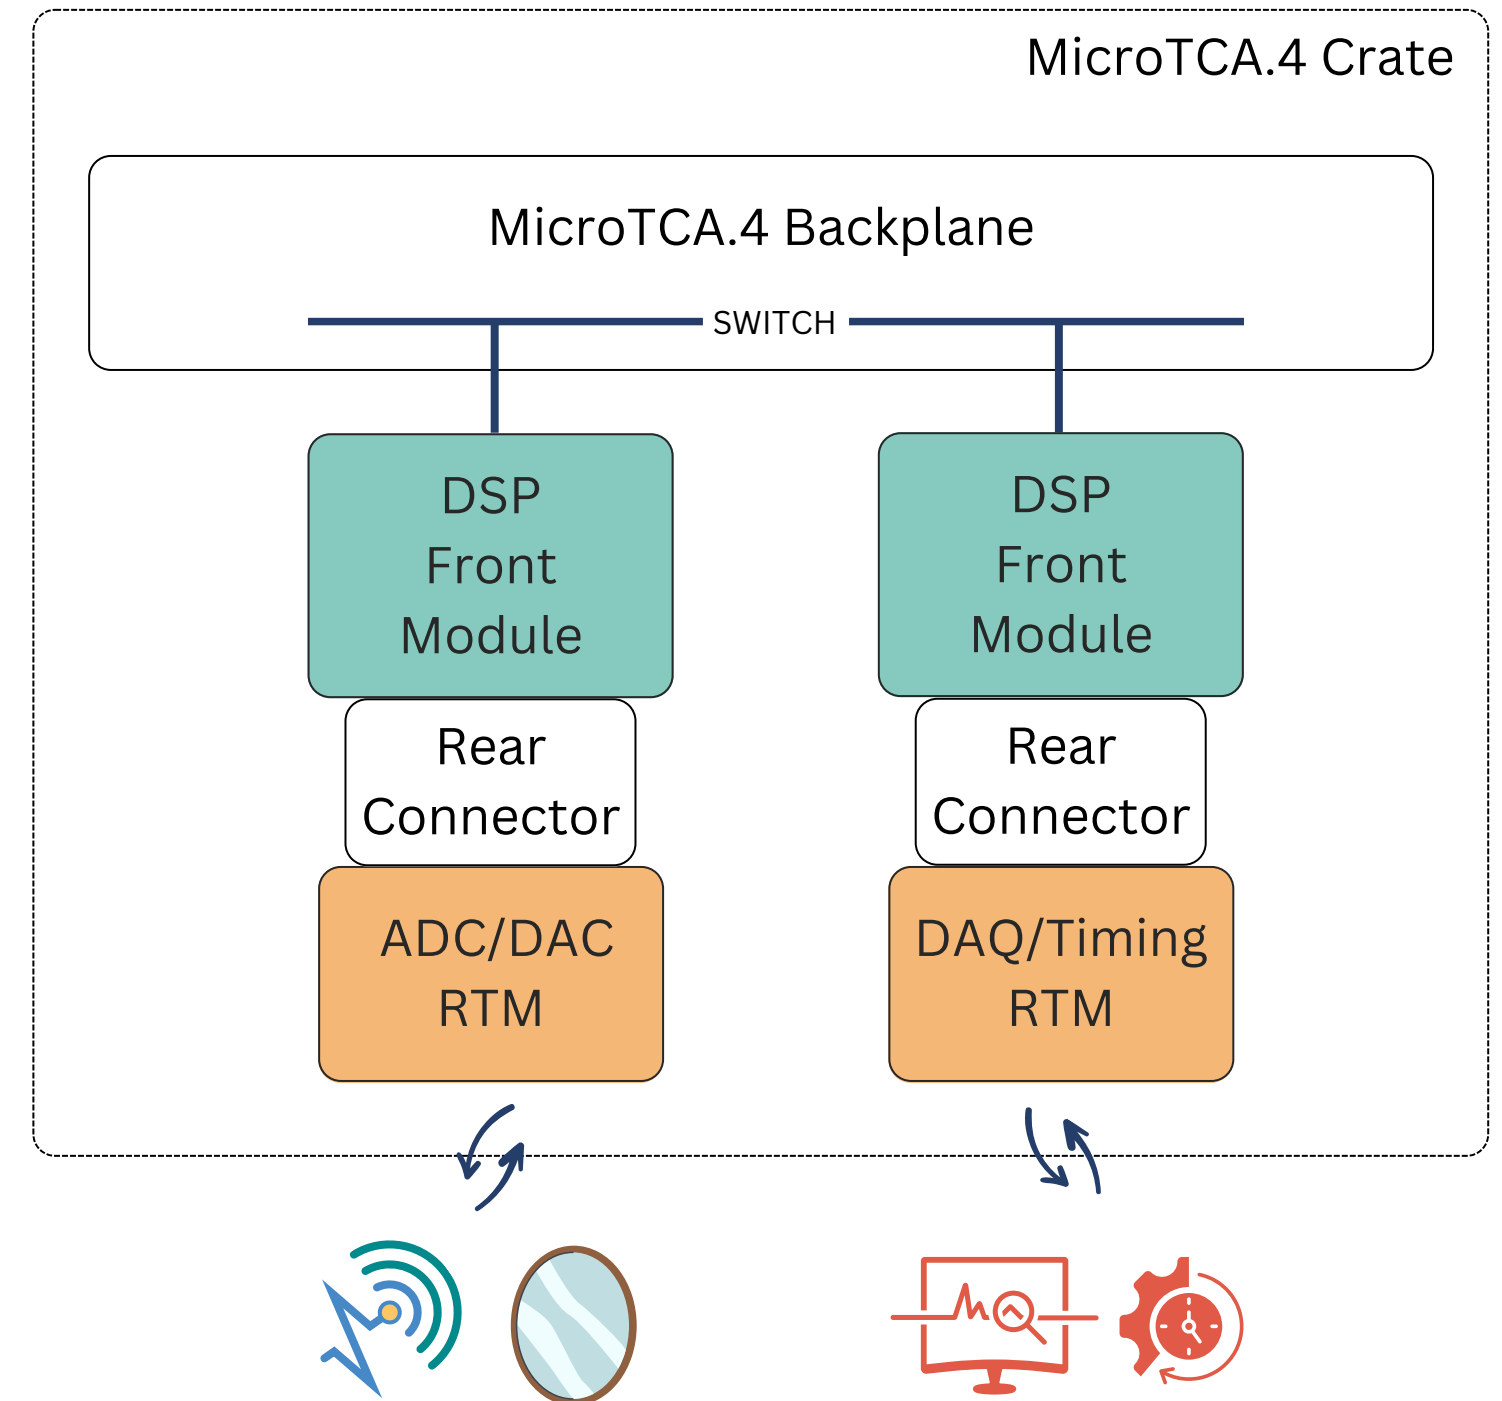 MicroTCA.4 Crate
MicroTCA.4 Backplane
SWITCH
DSP
Front
Module
Rear
Connector
ADC/DAC
RTM
DSP
Front
Module
Rear
Connector
DAQ/Timing
RTM